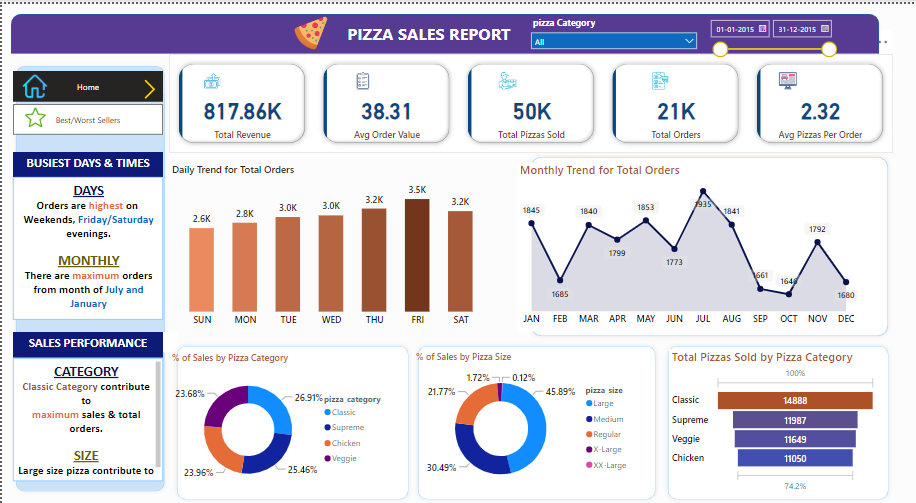 PIZZA SALES REPORT
pizza Category
All
01-01-2015
31-12-2015
Home
Best/Worst Sellers
817.86K
Total Revenue
38.31
Avg Order Value
50K
Total Pizzas Sold
21K
Total Orders
2.32
Avg Pizzas Per Order
BUSIEST DAYS & TIMES
DAYS
Orders are highest on
Weekends, Friday/Saturday
evenings.
MONTHLY
There are maximum orders
from month of July and
January
SALES PERFORMANCE
CATEGORY
Classic Category contribute
to
maximum sales & total
orders.
SIZE
Large size pizza contribute to
Daily Trend for Total Orders
2.6K
2.8K
3.0K
3.0K
3.2K
3.5K
3.2K
SUN MON TUE WED THU FRI SAT
Monthly Trend for Total Orders
1845
1685
1840
1799
1853
1773
1935
1841
1661
1646
1792
1680
JAN FEB MAR APR MAY JUN JUL AUG SEP OCT NOV DEC
% of Sales by Pizza Category
23.68%
26.91%
23.96%
25.46%
pizza_category
Classic
Supreme
Chicken
Veggie
% of Sales by Pizza Size
1.72%
0.12%
21.77%
45.89%
30.49%
pizza_size
Large
Medium
Regular
X-Large
XX-Large
Total Pizzas Sold by Pizza Category
100%
Classic 14888
Supreme 11987
Veggie 11649
Chicken 11050
74.2%